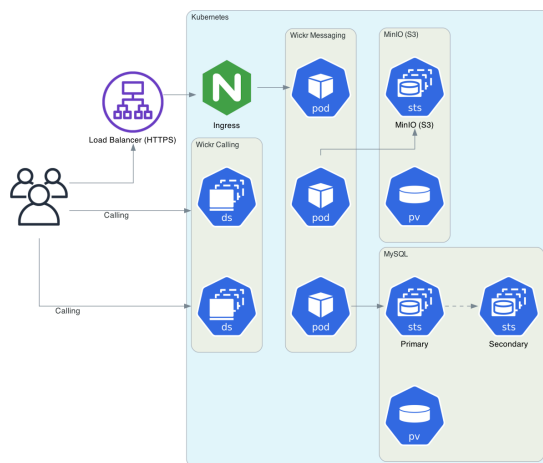 Kubernetes
Wickr Messaging
MinIO (S3)
pod
sts
Ingress
MinIO (S3)
Load Balancer (HTTPS)
Wickr Calling
ds
pod
pv
Calling
MySQL
ds
pod
sts
sts
Calling
Primary
Secondary
pv